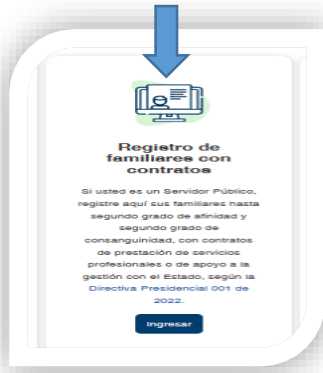 Registro de
familiares con
contratos
Si usted es un Servidor Público,
registre aquí sus familiares hasta
segundo grado de afinidad y
segundo grado de
consanguinidad, con contratos
de prestación de servicios
profesionales o de apoyo a la
gestión con el Estado, según la
Directiva Presidencial 001 de
2022.
Ingresar